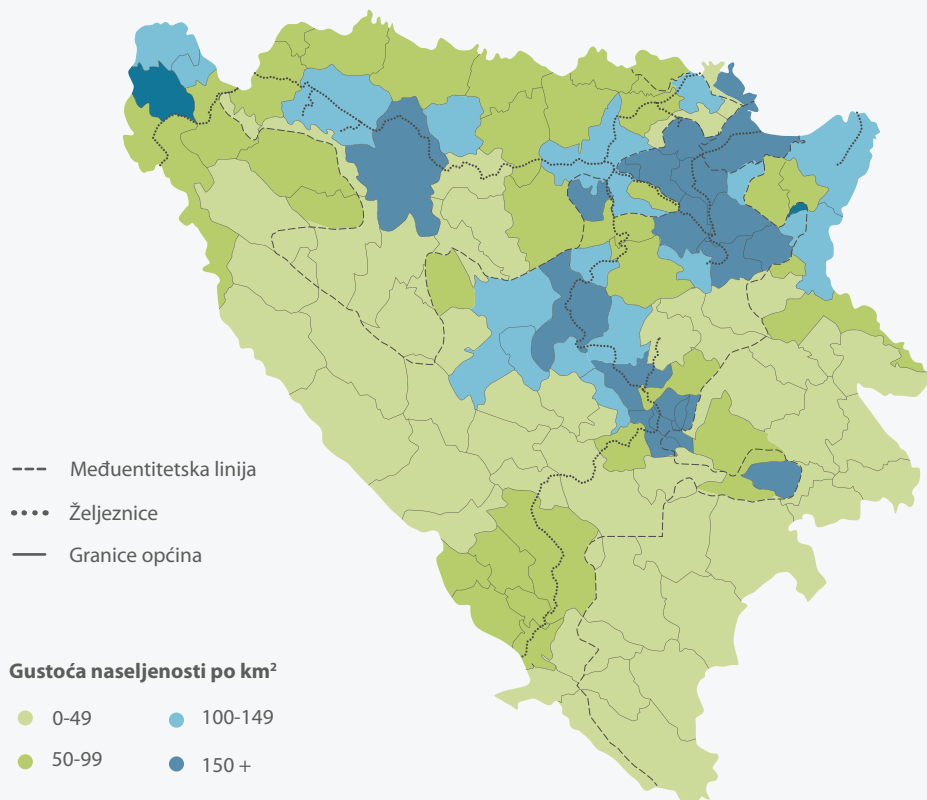 Međuentitetska linija
Željeznice
Granice općina
Gustoća naseljenosti po km²
0-49
100-149
50-99
150 +